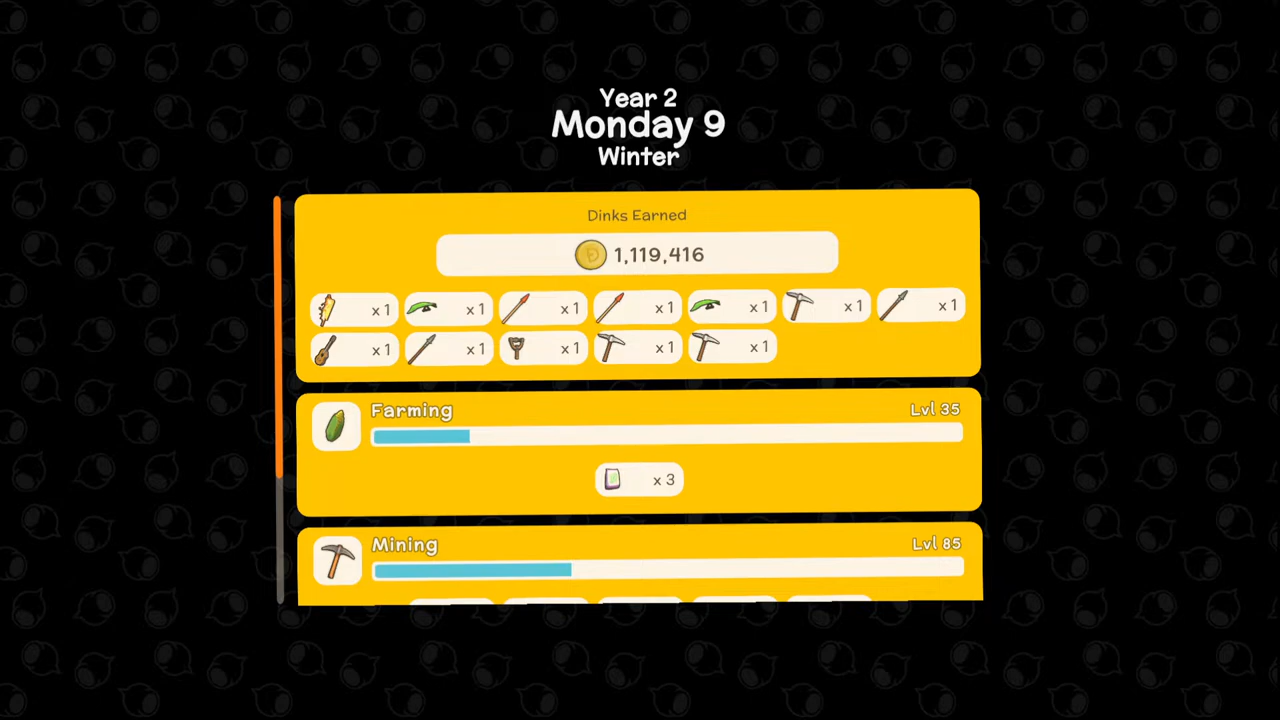 Year 2
Monday 9
Winter
Dinks Earned
1,119,416
x 1 x 1 x 1 x 1 x 1 x 1 x 1
x 1 x 1 x 1 x 1 x 1
Farming Lvl 35
x 3
Mining Lvl 85